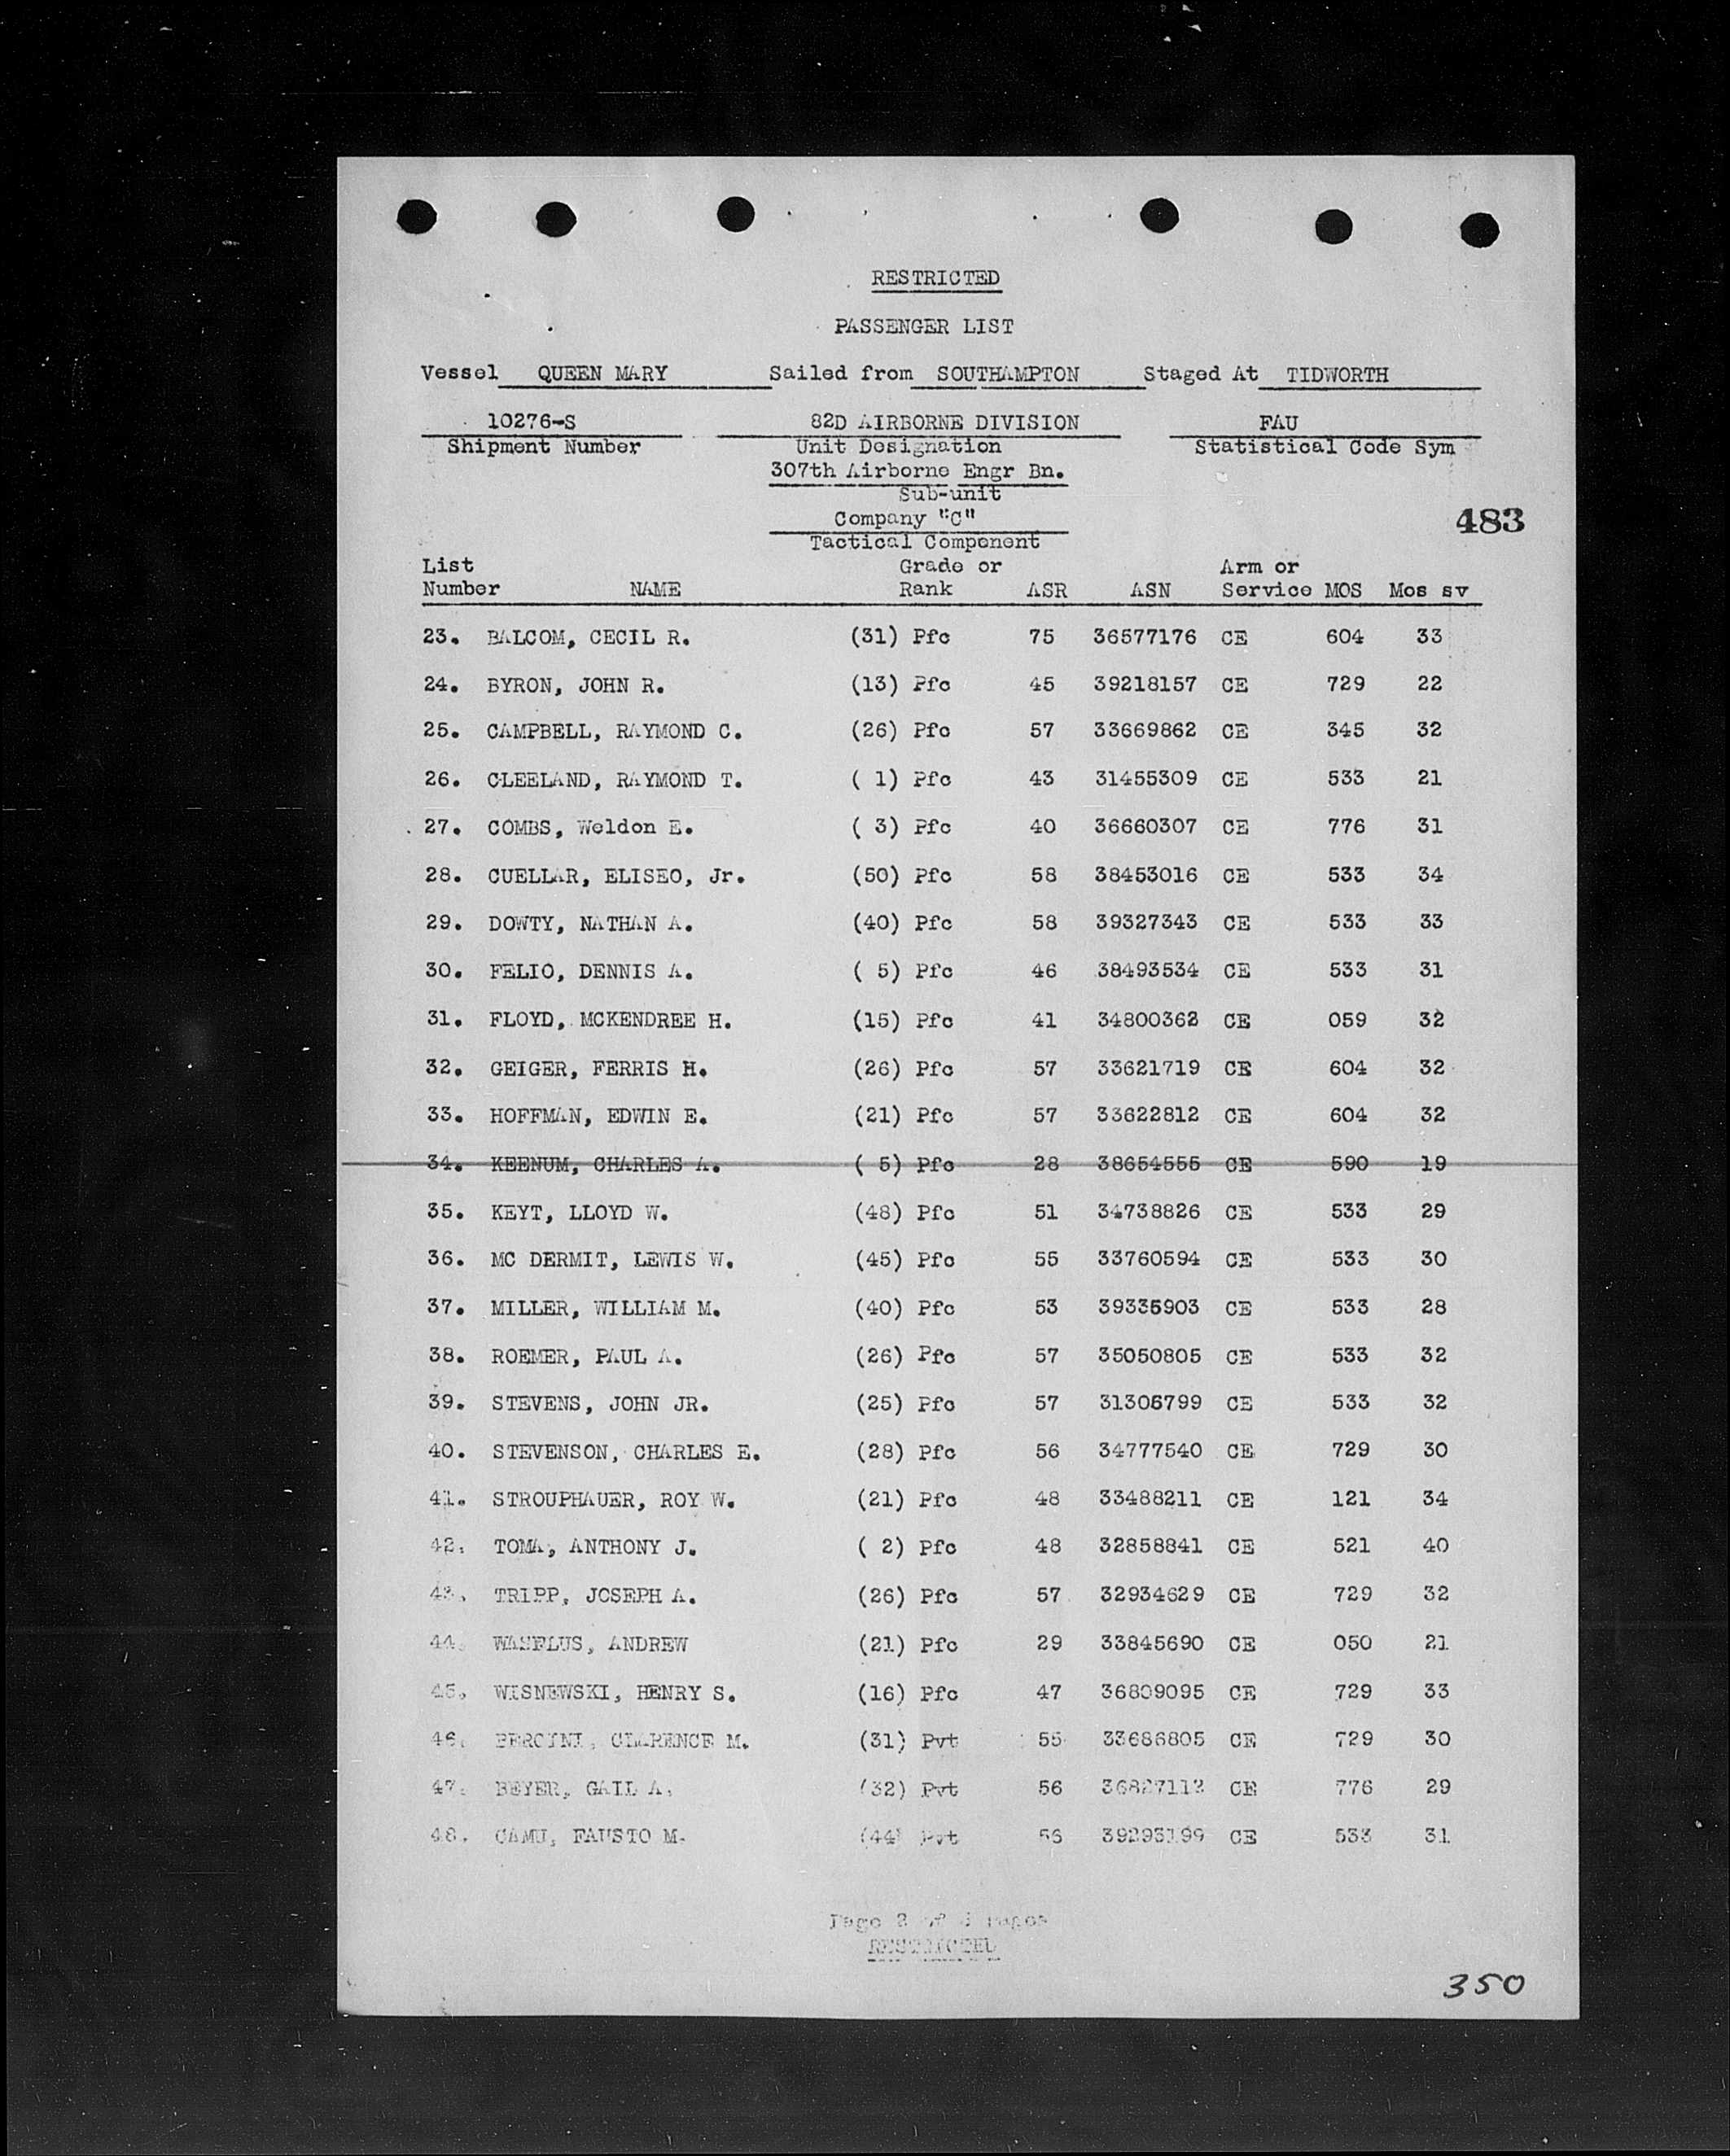 RESTRICTED
PASSENGER LIST
Vessel QUEEN MARY Sailed from SOUTHAMPTON Staged At TIDWORTH
10276-S 82D AIRBORNE DIVISION FAU
Shipment Number Unit Designation Statistical Code Sym
307th Airborne Engr Bn.
Sub-unit
Company "C"
483
Tactical Component
List Grade or Arm or
Number NAME Rank ASR ASN Service MOS Mos sv
23. BALCOM, CECIL R. (31) Pfc 75 36577176 CE 604 33
24. BYRON, JOHN R. (13) Pfc 45 39218157 CE 729 22
25. CAMPBELL, RAYMOND C. (26) Pfc 57 33669862 CE 345 32
26. CLEELAND, RAYMOND T. ( 1) Pfc 43 31455309 CE 533 21
27. COMBS, Weldon E. ( 3) Pfc 40 36660307 CE 776 31
28. CUELLAR, ELISEO, Jr. (50) Pfc 58 38453016 CE 533 34
29. DOWTY, NATHAN A. (40) Pfc 58 39327343 CE 533 33
30. FELIO, DENNIS A. ( 5) Pfc 46 38493534 CE 533 31
31. FLOYD, MCKENDREE H. (15) Pfc 41 34800362 CE 059 32
32. GEIGER, FERRIS H. (26) Pfc 57 33621719 CE 604 32
33. HOFFMAN, EDWIN E. (21) Pfc 57 33622812 CE 604 32
34. KEENUM, CHARLES A. ( 5) Pfc 28 38654555 CE 590 19
35. KEYT, LLOYD W. (48) Pfc 51 34738826 CE 533 29
36. MC DERMIT, LEWIS W. (45) Pfc 55 33760594 CE 533 30
37. MILLER, WILLIAM M. (40) Pfc 53 39335903 CE 533 28
38. ROEMER, PAUL A. (26) Pfc 57 35050805 CE 533 32
39. STEVENS, JOHN JR. (25) Pfc 57 31306799 CE 533 32
40. STEVENSON, CHARLES E. (28) Pfc 56 34777540 CE 729 30
41. STROUPHAUER, ROY W. (21) Pfc 48 33488211 CE 121 34
42. TOMA, ANTHONY J. ( 2) Pfc 48 32858841 CE 521 40
43. TRIPP, JOSEPH A. (26) Pfc 57 32934629 CE 729 32
44. ANDREW (21) Pfc 29 33845690 CE 050 21
45. WISNEWSKI, HENRY S. (16) Pfc 47 36809095 CE 729 33
46. CLARENCE M. (31) Pvt 55 33686805 CE 729 30
47. BEYER, GAIL A. (32) Pvt 56 36827112 CE 776 29
48. CAMU, FAUSTO M. (44) Pvt 56 39293199 CE 533 31
Page 2 of pages
RESTRICTED
350